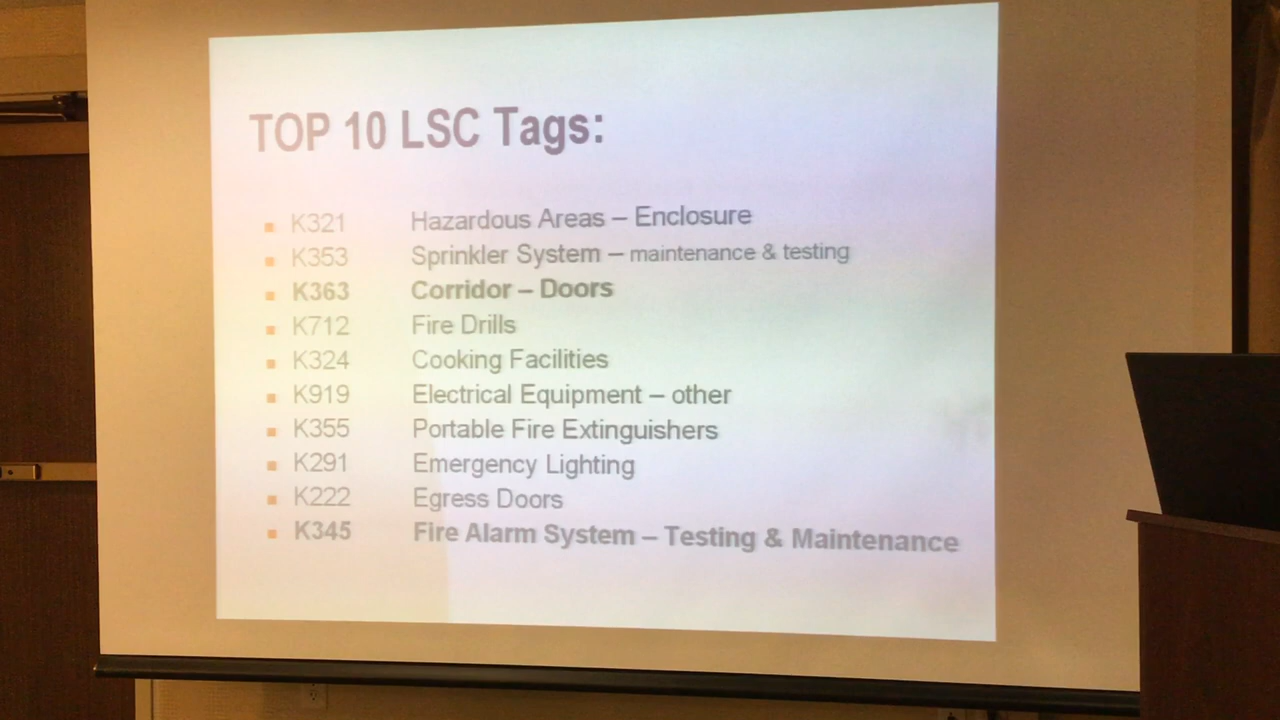 TOP 10 LSC Tags:
K321 Hazardous Areas – Enclosure
K353 Sprinkler System – maintenance & testing
K363 Corridor – Doors
K712 Fire Drills
K324 Cooking Facilities
K919 Electrical Equipment – other
K355 Portable Fire Extinguishers
K291 Emergency Lighting
K222 Egress Doors
K345 Fire Alarm System – Testing & Maintenance